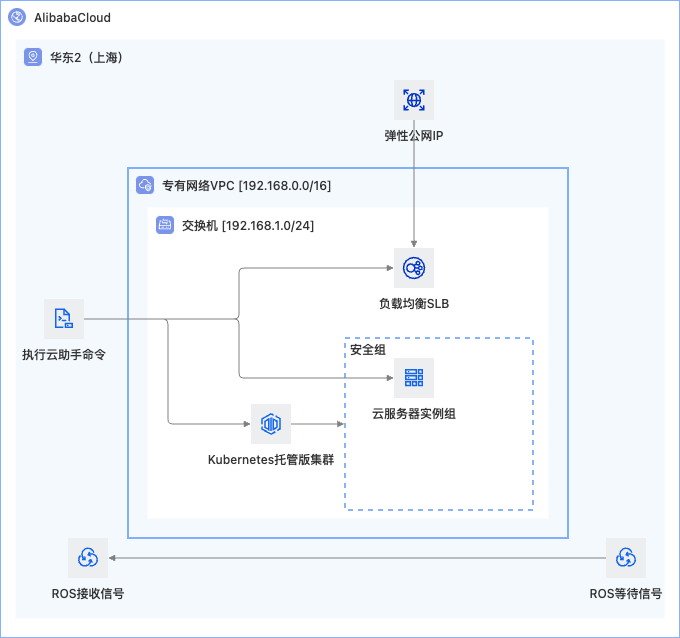 AlibabaCloud
华东2（上海）
弹性公网IP
专有网络VPC [192.168.0.0/16]
交换机 [192.168.1.0/24]
负载均衡SLB
执行云助手命令
安全组
云服务器实例组
Kubernetes托管版集群
ROS接收信号
ROS等待信号